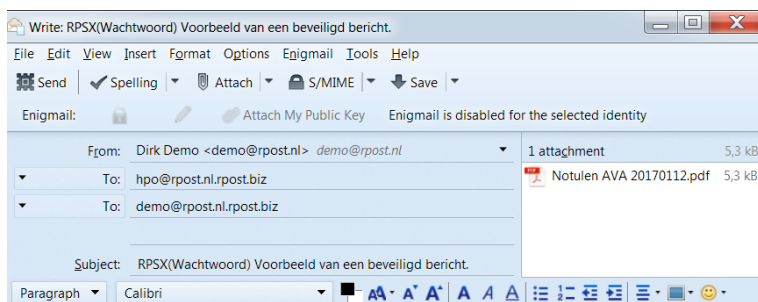 Write: RPSX(Wachtwoord) Voorbeeld van een beveiligd bericht.
File Edit View Insert Format Options Enigmail Tools Help
Send Spelling Attach S/MIME Save
Enigmail: Attach My Public Key Enigmail is disabled for the selected identity
From: Dirk Demo <demo@rpost.nl> demo@rpost.nl
To: hpo@rpost.nl.rpost.biz
To: demo@rpost.nl.rpost.biz
Subject: RPSX(Wachtwoord) Voorbeeld van een beveiligd bericht.
1 attachment 5,3 kB
Notulen AVA 20170112.pdf 5,3 kB
Paragraph Calibri